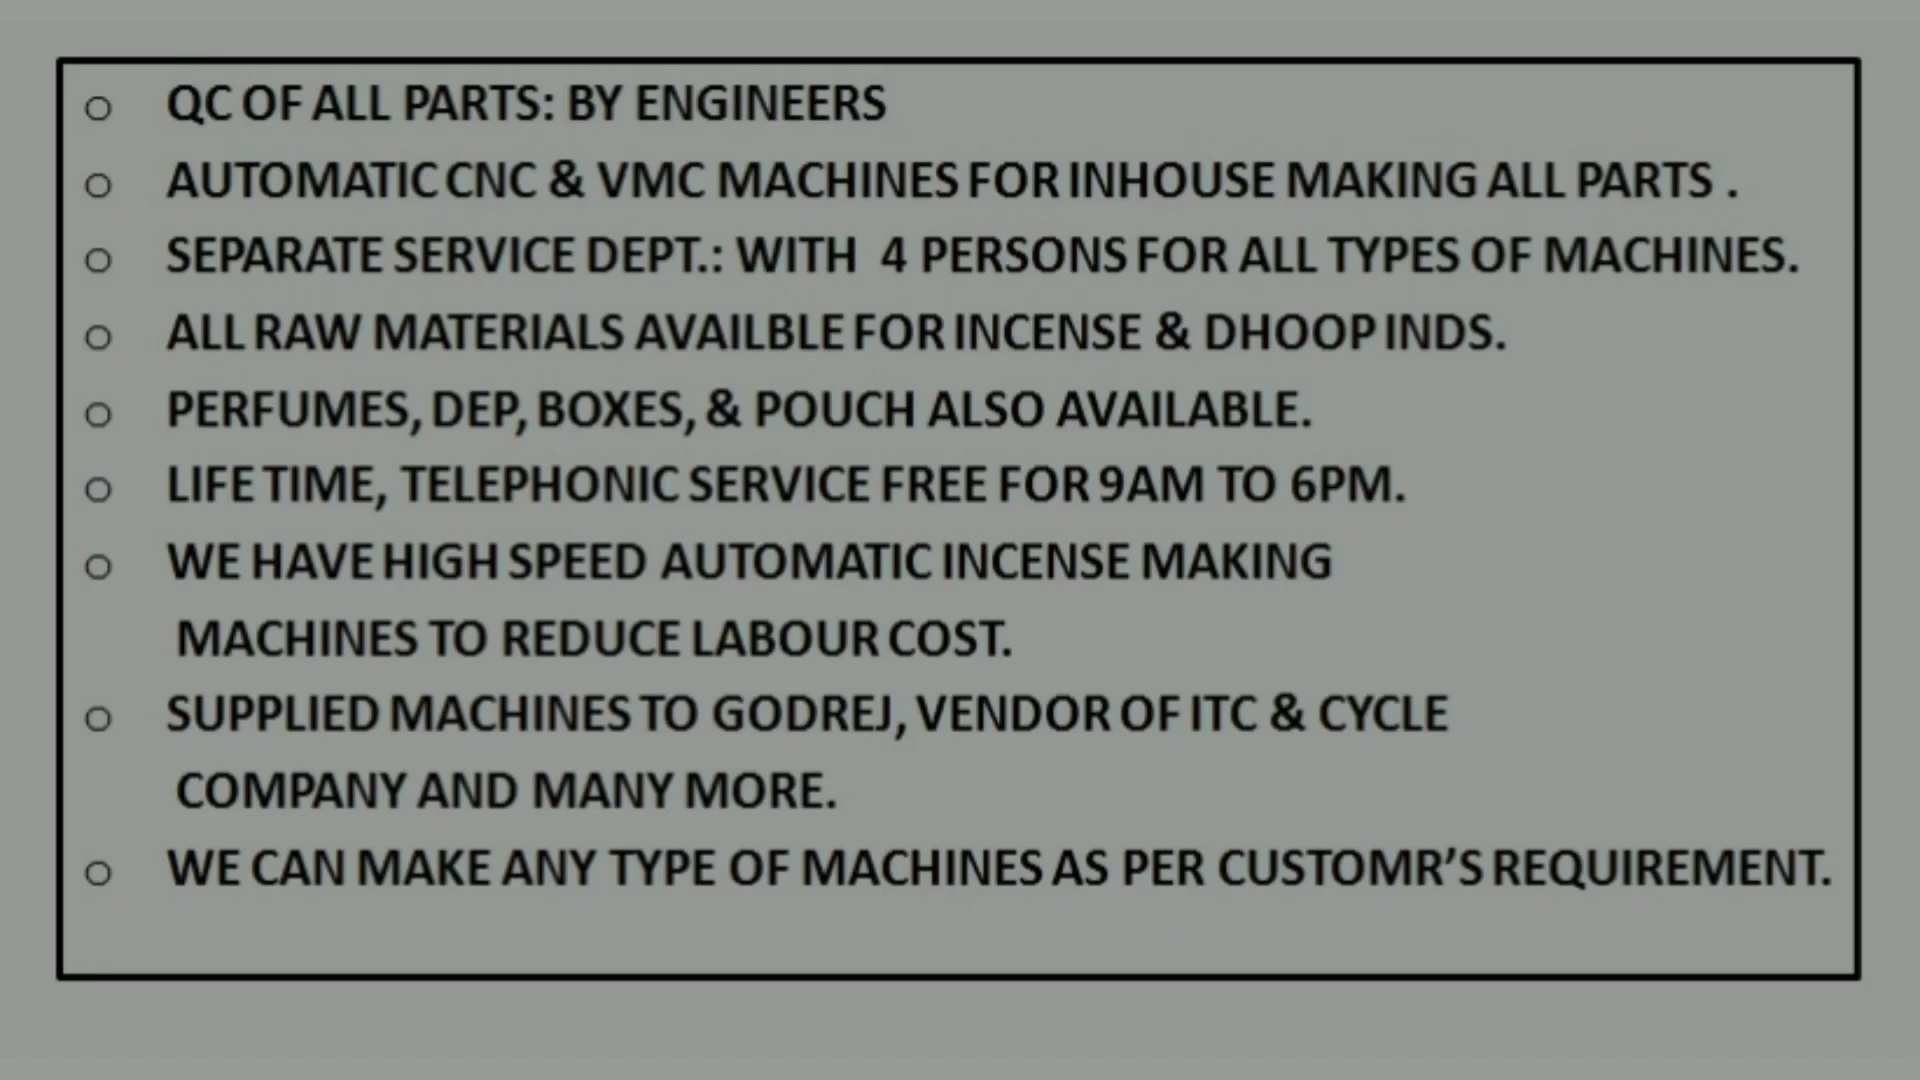 QC OF ALL PARTS: BY ENGINEERS
AUTOMATIC CNC & VMC MACHINES FOR INHOUSE MAKING ALL PARTS .
SEPARATE SERVICE DEPT.: WITH 4 PERSONS FOR ALL TYPES OF MACHINES.
ALL RAW MATERIALS AVAILBLE FOR INCENSE & DHOOP INDS.
PERFUMES, DEP, BOXES, & POUCH ALSO AVAILABLE.
LIFE TIME, TELEPHONIC SERVICE FREE FOR 9AM TO 6PM.
WE HAVE HIGH SPEED AUTOMATIC INCENSE MAKING
MACHINES TO REDUCE LABOUR COST.
SUPPLIED MACHINES TO GODREJ, VENDOR OF ITC & CYCLE
COMPANY AND MANY MORE.
WE CAN MAKE ANY TYPE OF MACHINES AS PER CUSTOMR’S REQUIREMENT.